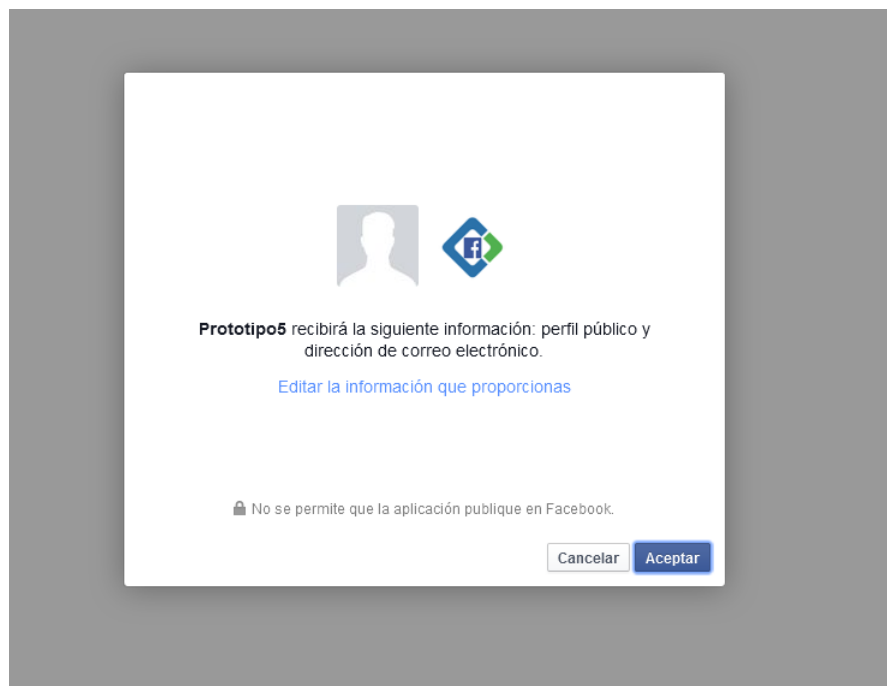 f
Prototipo5 recibirá la siguiente información: perfil público y
dirección de correo electrónico.
Editar la información que proporcionas
No se permite que la aplicación publique en Facebook.
Cancelar Aceptar